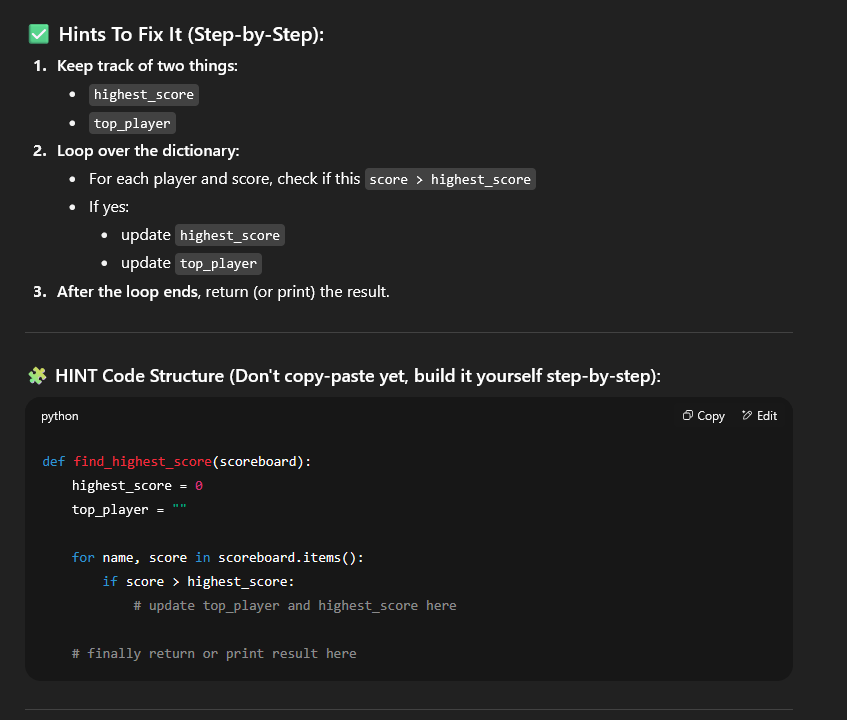 ✅ Hints To Fix It (Step-by-Step):
1. Keep track of two things:
• highest_score
• top_player
2. Loop over the dictionary:
• For each player and score, check if this score > highest_score
• If yes:
• update highest_score
• update top_player
3. After the loop ends, return (or print) the result.
🧩 HINT Code Structure (Don't copy-paste yet, build it yourself step-by-step):
python Copy Edit
def find_highest_score(scoreboard):
    highest_score = 0
    top_player = ""
    for name, score in scoreboard.items():
        if score > highest_score:
            # update top_player and highest_score here
    # finally return or print result here